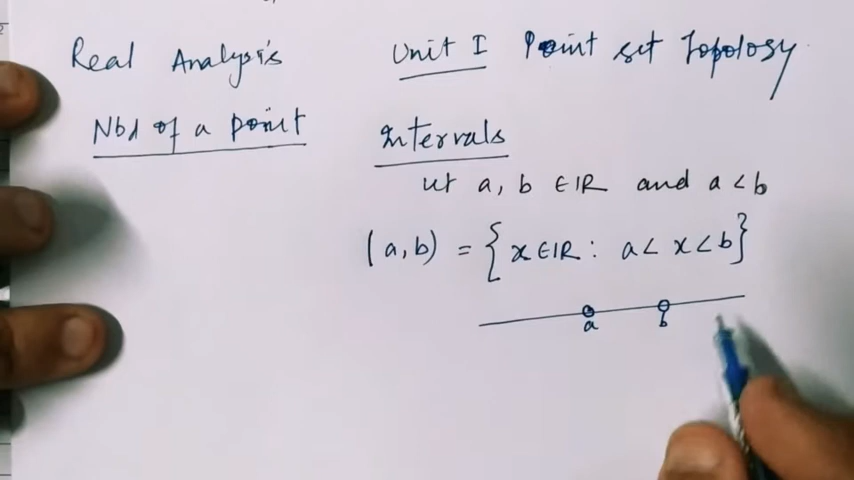 Real Analysis
Unit I Point set Topology
Nbd of a point
Intervals
Let a, b ∈ IR and a < b
(a, b) = { x ∈ IR : a < x < b }
a b